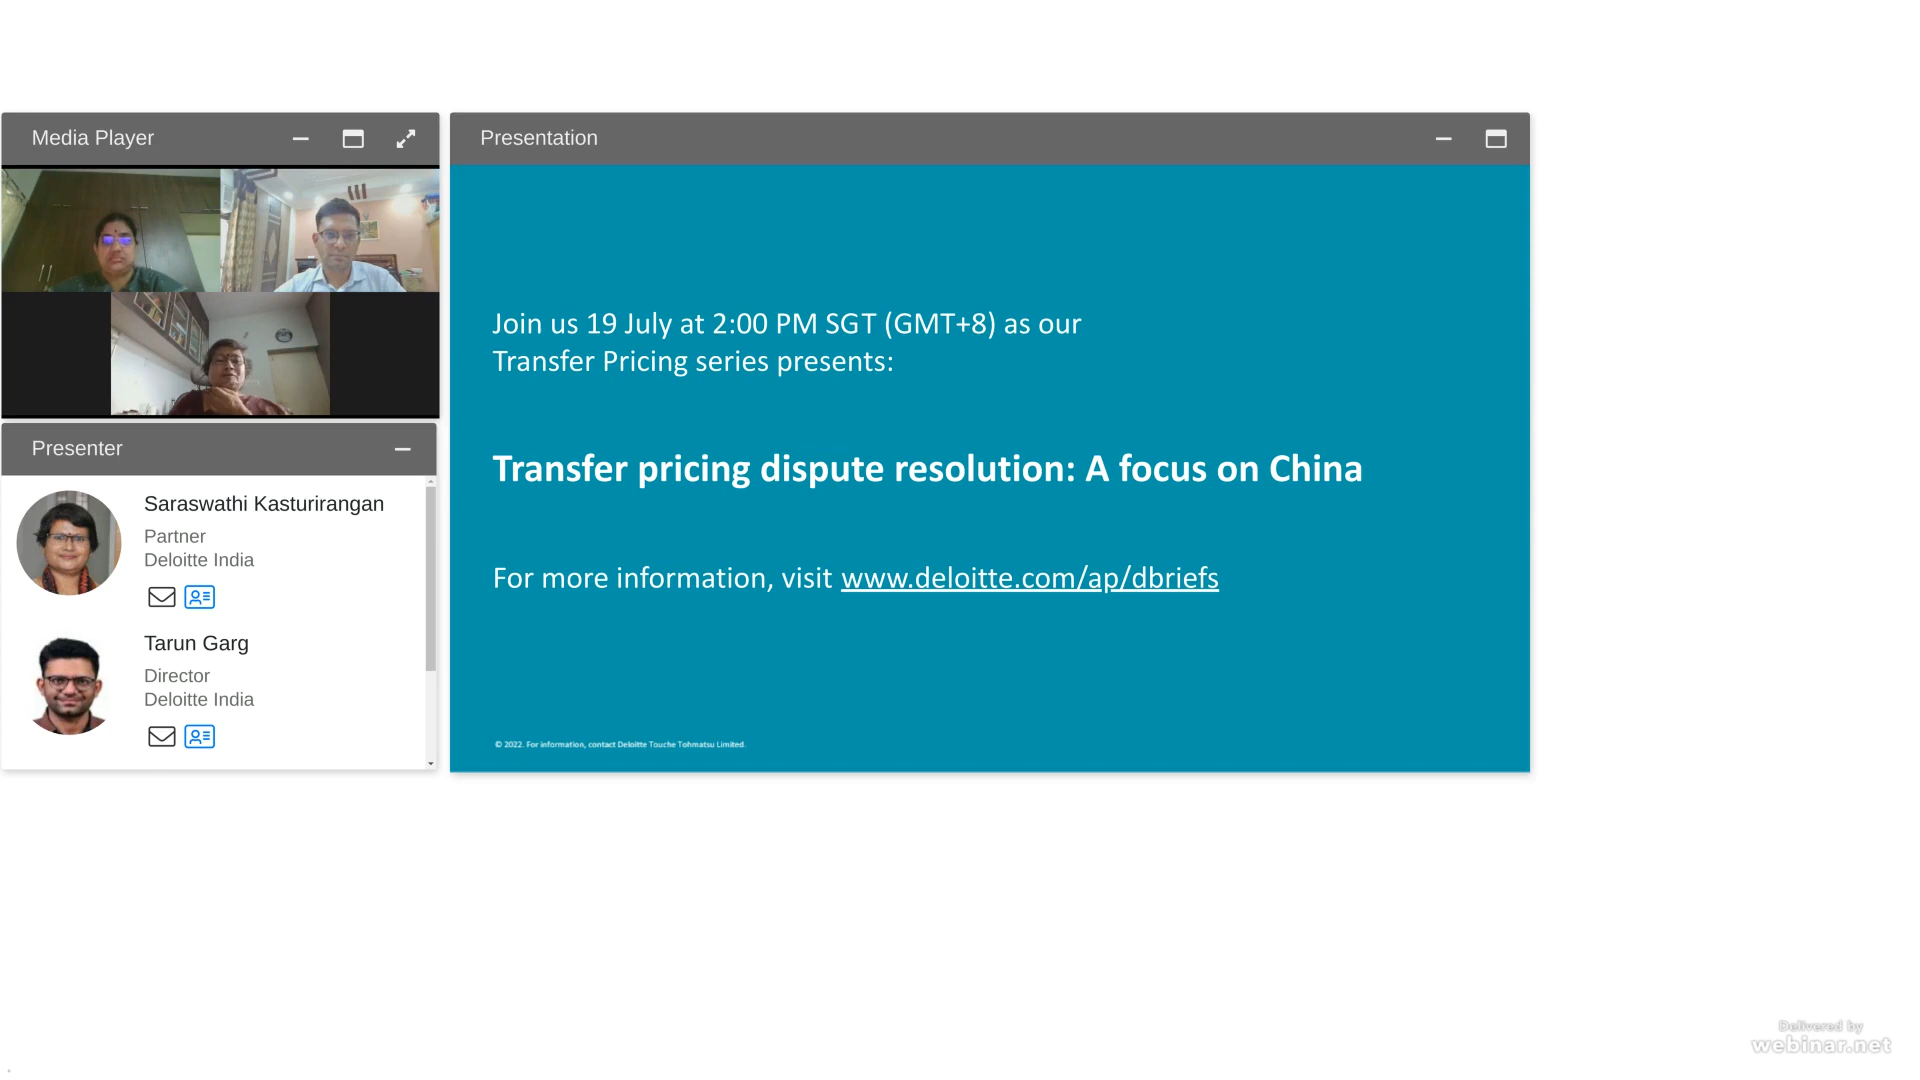 Media Player
Presentation
Join us 19 July at 2:00 PM SGT (GMT+8) as our
Transfer Pricing series presents:
Transfer pricing dispute resolution: A focus on China
For more information, visit www.deloitte.com/ap/dbriefs
© 2022. For information, contact Deloitte Touche Tohmatsu Limited.
Presenter
Saraswathi Kasturirangan
Partner
Deloitte India
Tarun Garg
Director
Deloitte India
Delivered by
webinar.net